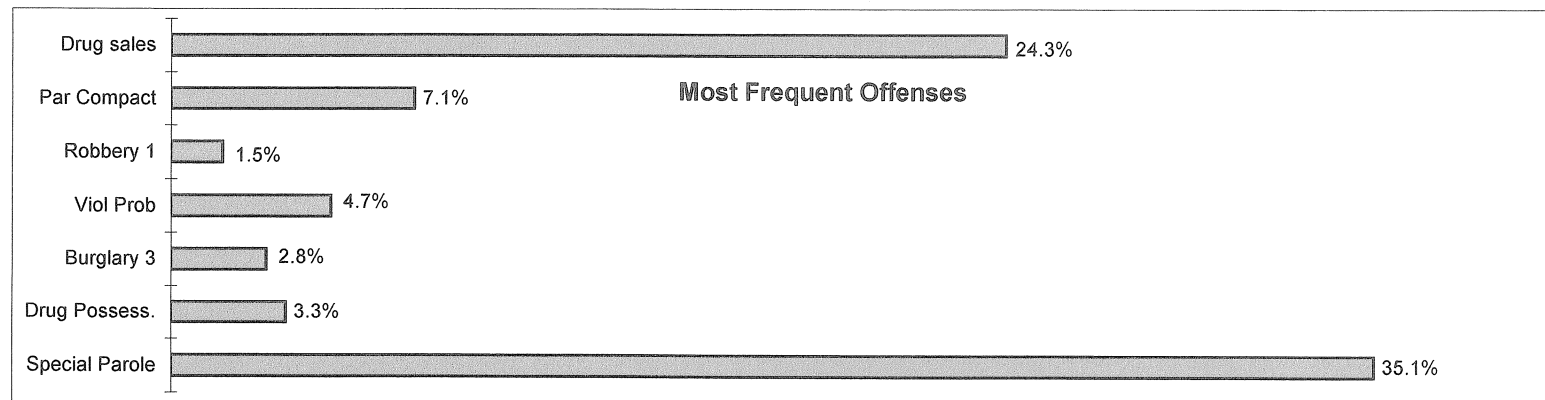 Drug sales 24.3%
Most Frequent Offenses
Par Compact 7.1%
Robbery 1 1.5%
Viol Prob 4.7%
Burglary 3 2.8%
Drug Possess. 3.3%
Special Parole 35.1%